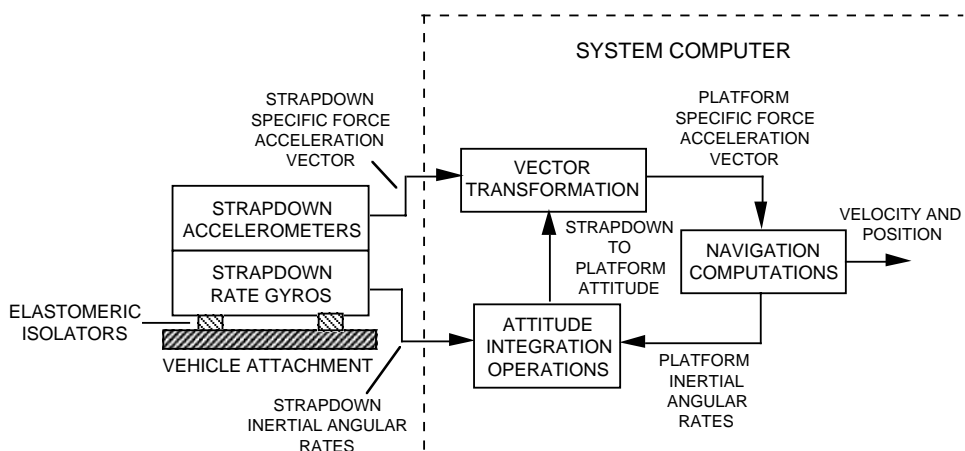 SYSTEM COMPUTER
STRAPDOWN
SPECIFIC FORCE
ACCELERATION
VECTOR
PLATFORM
SPECIFIC FORCE
ACCELERATION
VECTOR
VECTOR
TRANSFORMATION
STRAPDOWN
ACCELEROMETERS
STRAPDOWN
RATE GYROS
STRAPDOWN
TO
PLATFORM
ATTITUDE
NAVIGATION
COMPUTATIONS
VELOCITY AND
POSITION
ELASTOMERIC
ISOLATORS
VEHICLE ATTACHMENT
ATTITUDE
INTEGRATION
OPERATIONS
STRAPDOWN
INERTIAL ANGULAR
RATES
PLATFORM
INERTIAL
ANGULAR
RATES